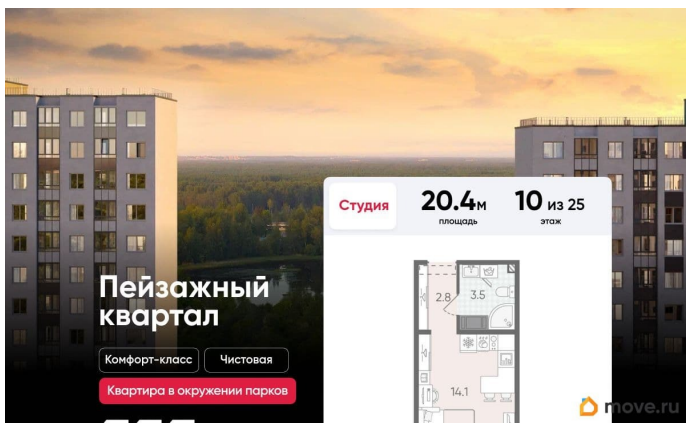 Студия
20.4м
площадь
10 из 25
этаж
Пейзажный
квартал
Комфорт-класс
Чистовая
Квартира в окружении парков
2.8
3.5
14.1
move.ru